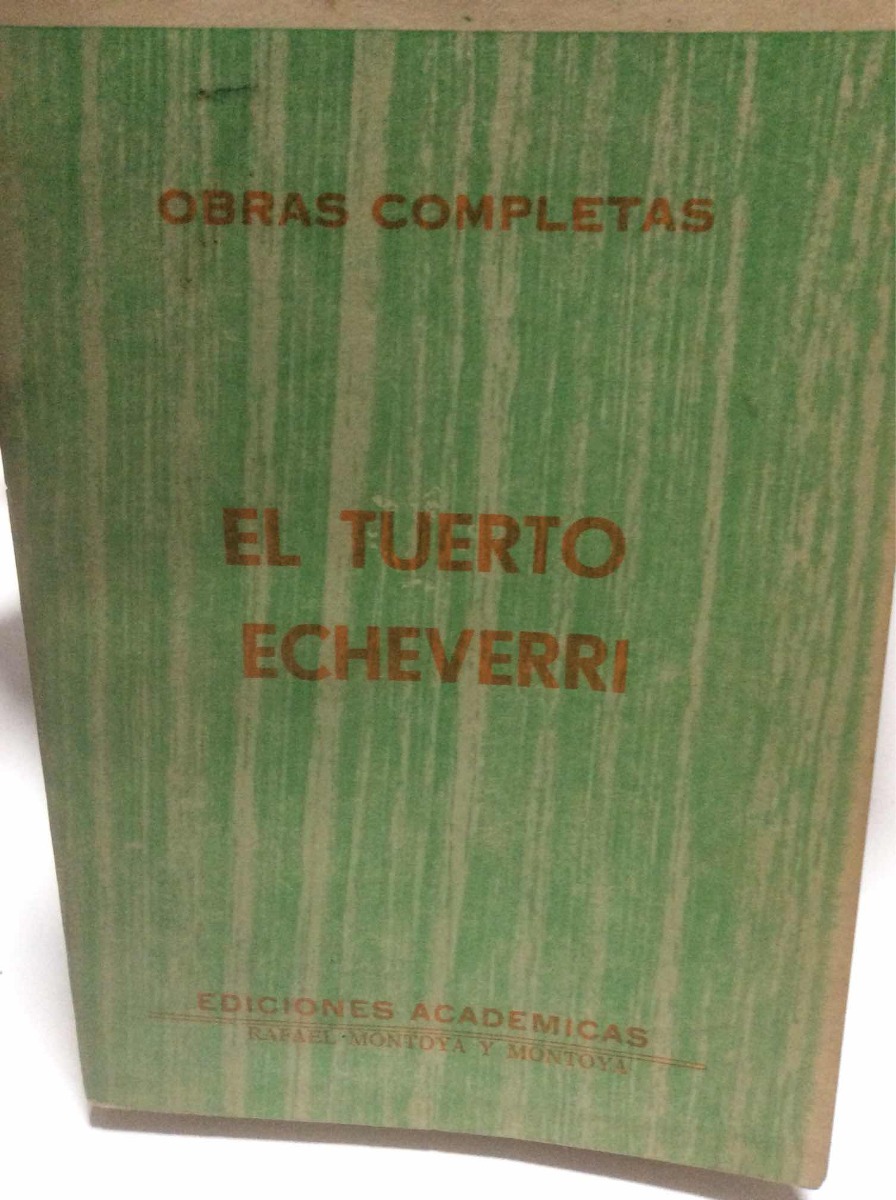 OBRAS COMPLETAS
EL TUERTO
ECHEVERRI
EDICIONES ACADEMICAS
RAFAEL MONTOYA Y MONTOYA